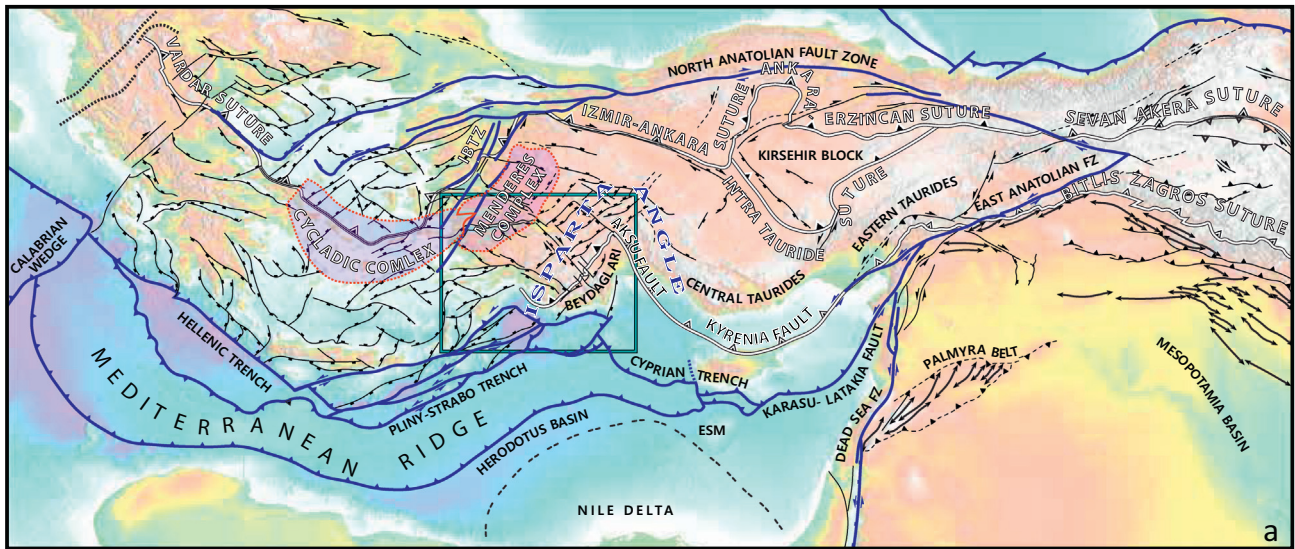 NORTH ANATOLIAN FAULT ZONE
VARDAR SUTURE
IZMIR-ANKARA
SUTURE
ANKARA
ERZINCAN SUTURE
SEVAN AKERA SUTURE
IBTZ
KIRSEHIR BLOCK
MENDERES
COMPLEX
INTRA TAURIDE
SUTURE
EASTERN TAURIDES
EAST ANATOLIAN FZ
BITLIS ZAGROS SUTURE
CYCLADIC COMLEX
ISPARTA
ANGLE
AKSU FAULT
BEYDAGLARI
CALABRIAN
WEDGE
CENTRAL TAURIDES
KYRENIA FAULT
HELLENIC TRENCH
PALMYRA BELT
MESOPOTAMIA BASIN
MEDITERRANEAN
RIDGE
PLINY-STRABO TRENCH
CYPRIAN TRENCH
KARASU- LATAKIA FAULT
HERODOTUS BASIN
ESM
DEAD SEA FZ
NILE DELTA
a